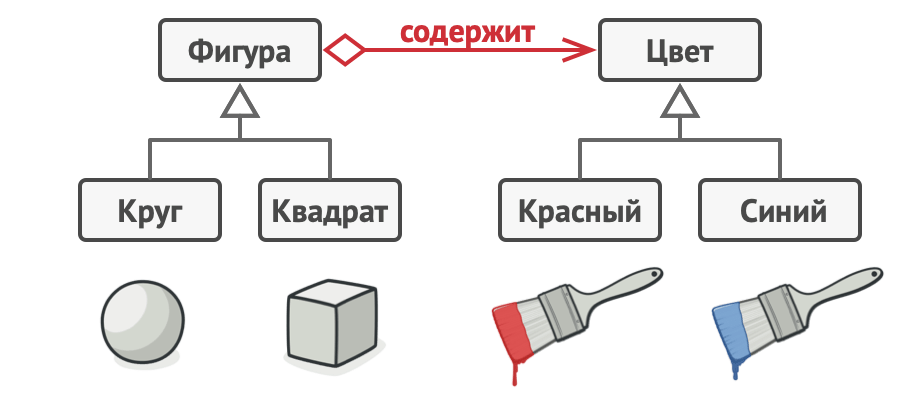 Фигура
содержит
Цвет
Круг
Квадрат
Красный
Синий